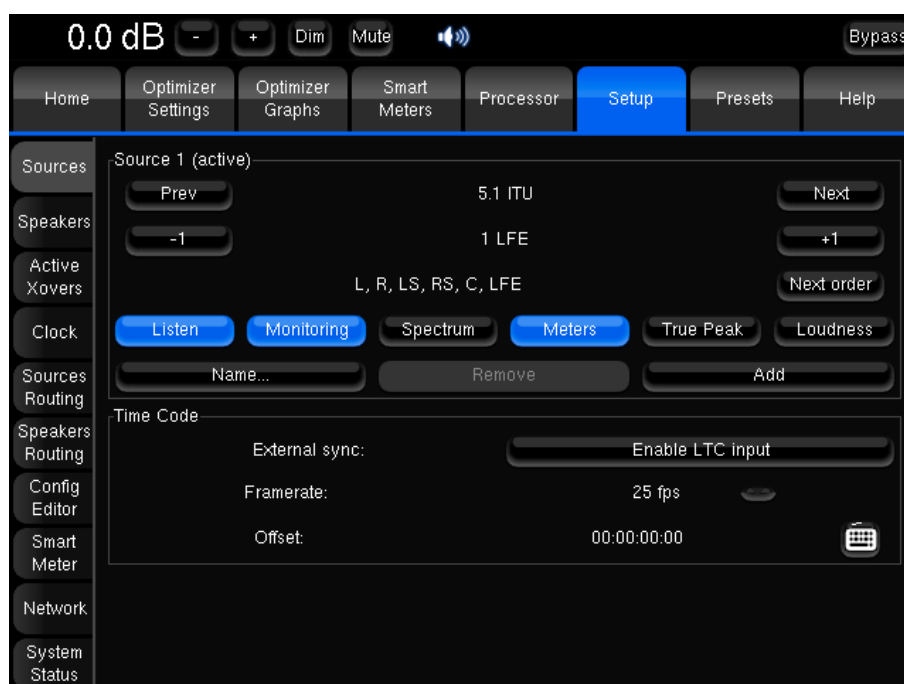 0.0 dB - + Dim Mute Bypass
Home Optimizer Settings Optimizer Graphs Smart Meters Processor Setup Presets Help
Sources
Speakers
Active
Xovers
Clock
Sources
Routing
Speakers
Routing
Config
Editor
Smart
Meter
Network
System
Status
Source 1 (active)
Prev 5.1 ITU Next
-1 1 LFE +1
L, R, LS, RS, C, LFE Next order
Listen Monitoring Spectrum Meters True Peak Loudness
Name... Remove Add
Time Code
External sync: Enable LTC input
Framerate: 25 fps
Offset: 00:00:00:00